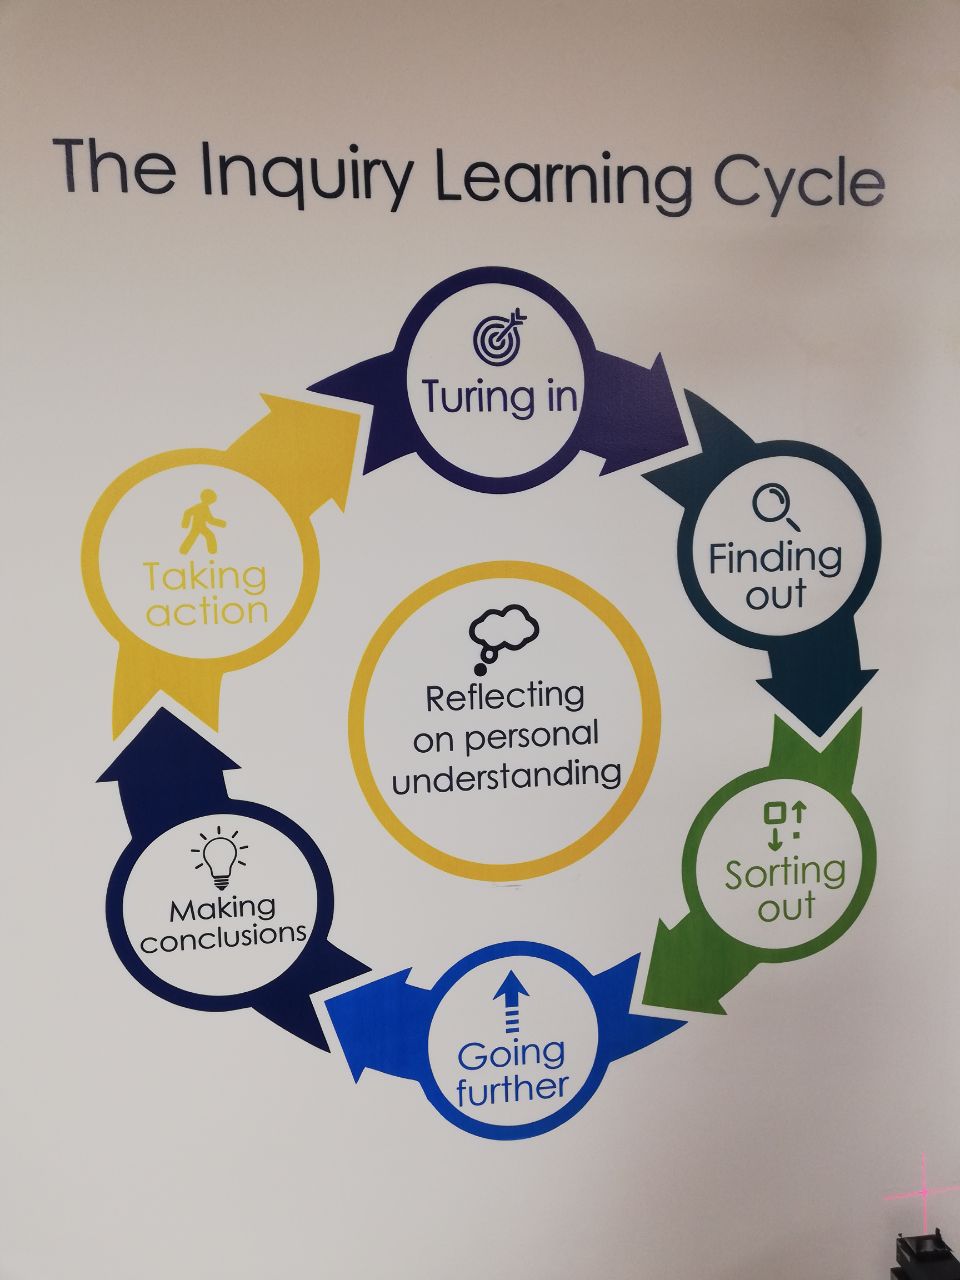 The Inquiry Learning Cycle
Turing in
Finding
out
Sorting
out
Going
further
Making
conclusions
Taking
action
Reflecting
on personal
understanding